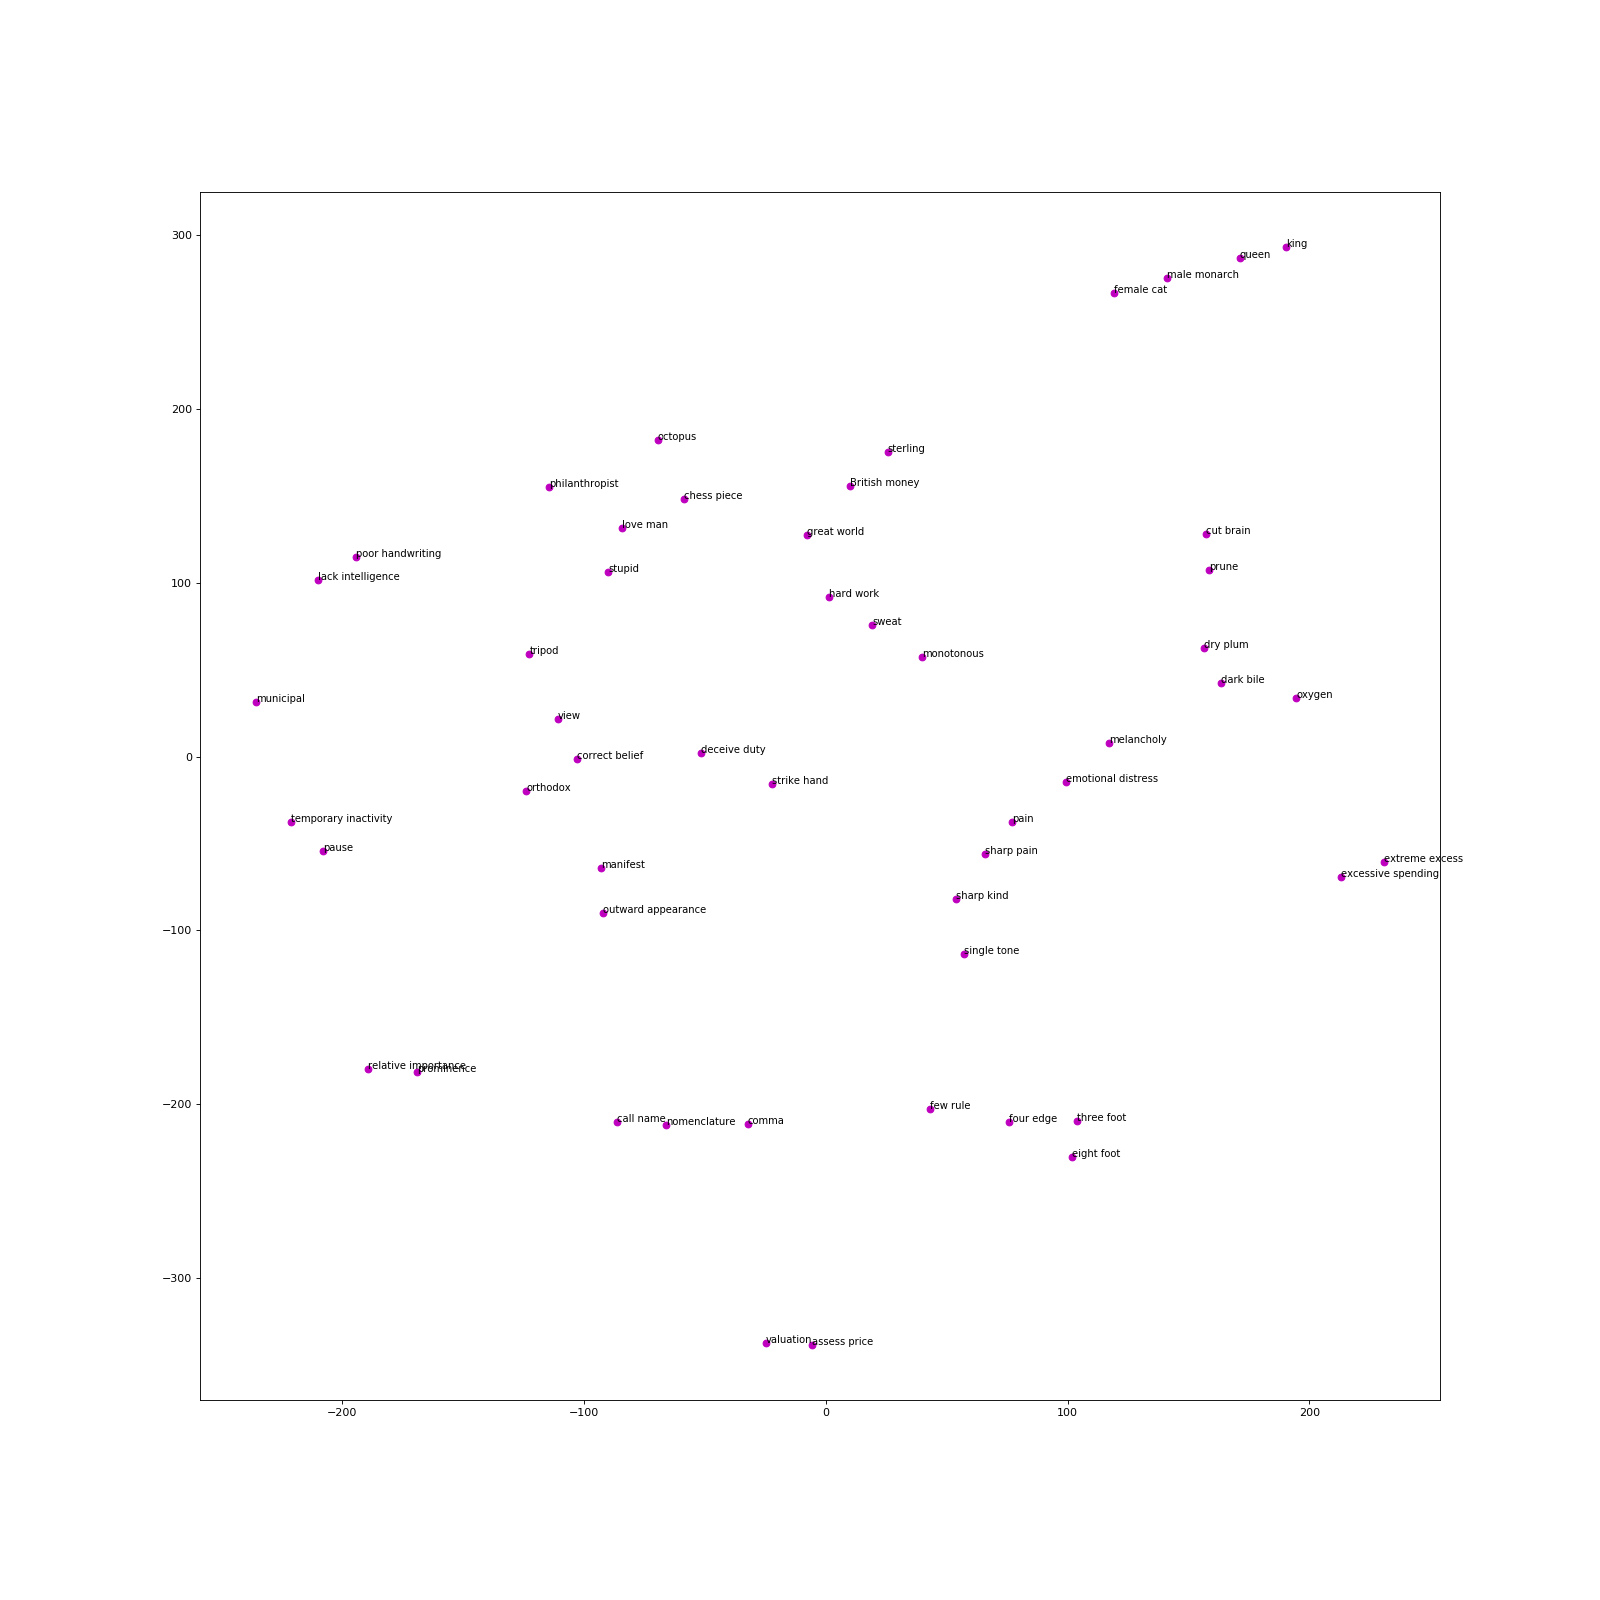 300
200
100
0
−100
−200
−300
−200
−100
0
100
200
king
queen
male monarch
female cat
octopus
sterling
philanthropist
British money
chess piece
love man
great world
cut brain
poor handwriting
stupid
prune
lack intelligence
hard work
sweat
tripod
monotonous
dry plum
dark bile
municipal
oxygen
view
melancholy
correct belief
deceive duty
strike hand
emotional distress
orthodox
temporary inactivity
pain
pause
sharp pain
manifest
extreme excess
excessive spending
sharp kind
outward appearance
single tone
relative importance
prominence
few rule
call name
nomenclature
comma
four edge
three foot
eight foot
valuation
assess price